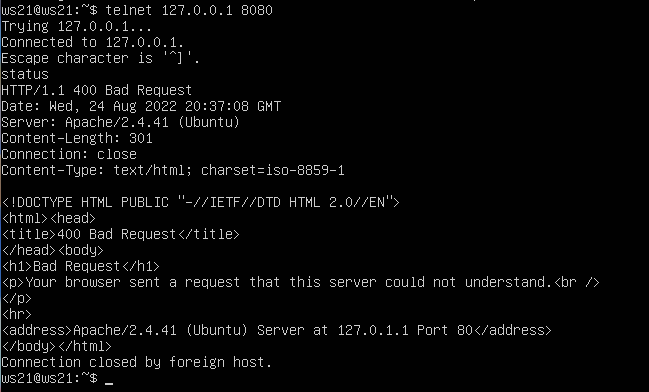 ws21@ws21:~$ telnet 127.0.0.1 8080
Trying 127.0.0.1...
Connected to 127.0.0.1.
Escape character is '^]'.
status
HTTP/1.1 400 Bad Request
Date: Wed, 24 Aug 2022 20:37:08 GMT
Server: Apache/2.4.41 (Ubuntu)
Content-Length: 301
Connection: close
Content-Type: text/html; charset=iso-8859-1

<!DOCTYPE HTML PUBLIC "-//IETF//DTD HTML 2.0//EN">
<html><head>
<title>400 Bad Request</title>
</head><body>
<h1>Bad Request</h1>
<p>Your browser sent a request that this server could not understand.<br />
</p>
<hr>
<address>Apache/2.4.41 (Ubuntu) Server at 127.0.1.1 Port 80</address>
</body></html>
Connection closed by foreign host.
ws21@ws21:~$ _